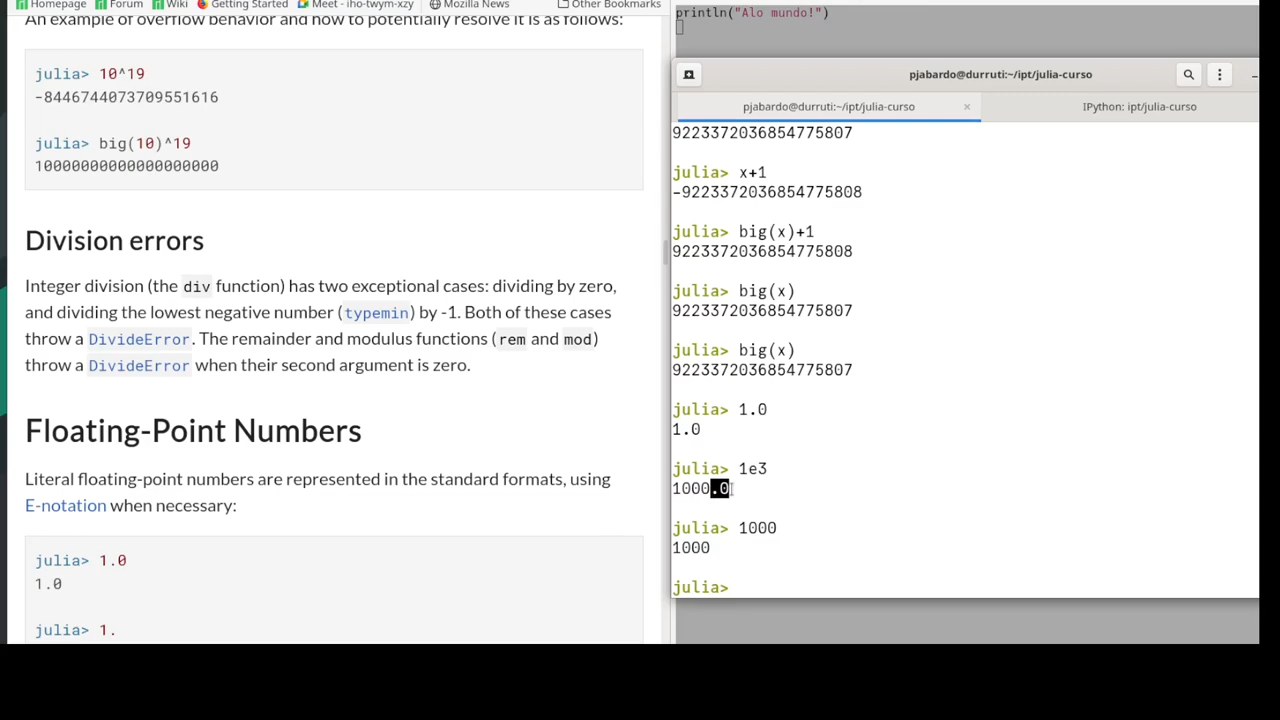 Homepage Forum Wiki Getting Started Meet - iho-twym-xzy Mozilla News Other Bookmarks
An example of overflow behavior and how to potentially resolve it is as follows:
julia> 10^19
-8446744073709551616
julia> big(10)^19
10000000000000000000
Division errors
Integer division (the div function) has two exceptional cases: dividing by zero,
and dividing the lowest negative number (typemin) by -1. Both of these cases
throw a DivideError. The remainder and modulus functions (rem and mod)
throw a DivideError when their second argument is zero.
Floating-Point Numbers
Literal floating-point numbers are represented in the standard formats, using
E-notation when necessary:
julia> 1.0
1.0
julia> 1.
println("Alo mundo!")
pjabardo@durruti:~/ipt/julia-curso
pjabardo@durruti:~/ipt/julia-curso × IPython: ipt/julia-curso
9223372036854775807
julia> x+1
-9223372036854775808
julia> big(x)+1
9223372036854775808
julia> big(x)
9223372036854775807
julia> big(x)
9223372036854775807
julia> 1.0
1.0
julia> 1e3
1000.0
julia> 1000
1000
julia>